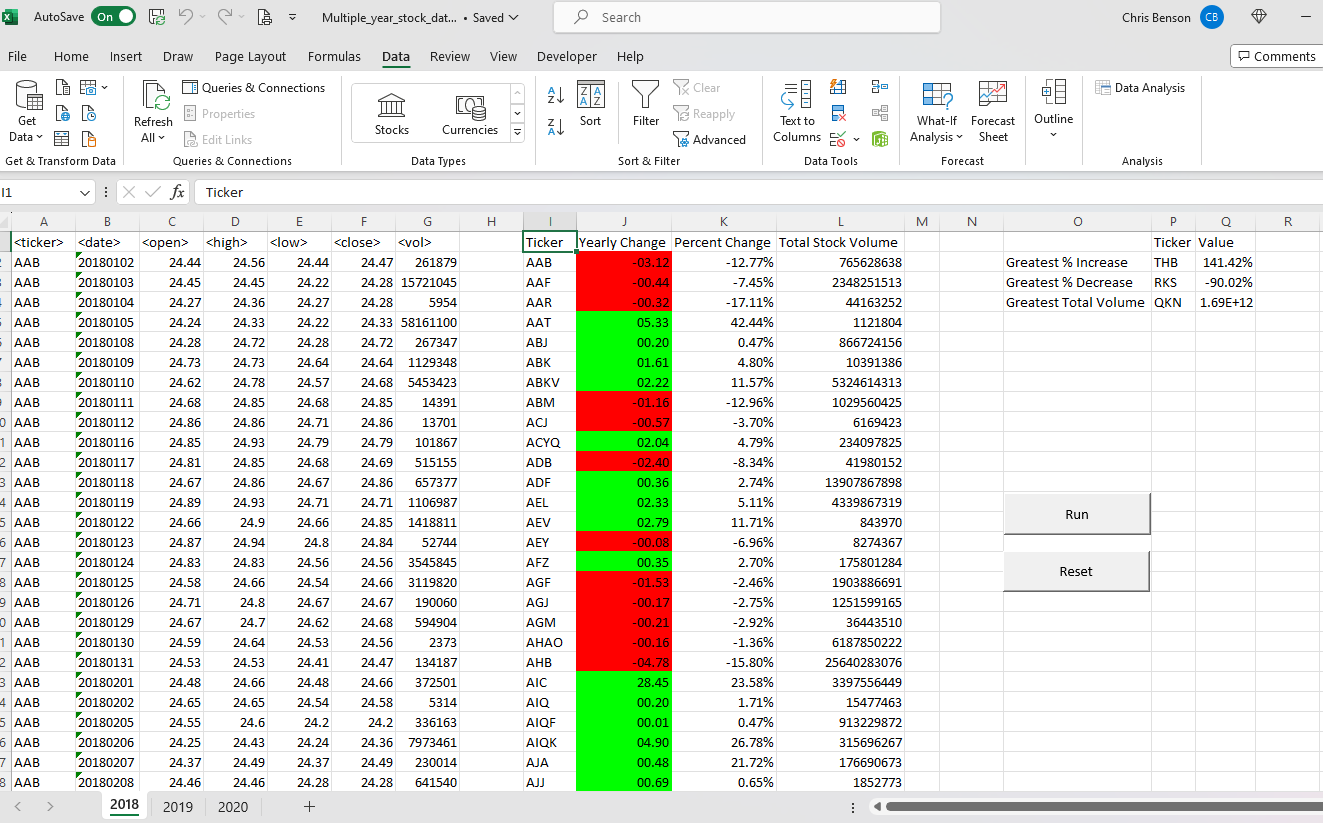 AutoSave On Multiple_year_stock_dat... • Saved Search Chris Benson CB
File Home Insert Draw Page Layout Formulas Data Review View Developer Help Comments
Get Data Refresh All Queries & Connections Properties Edit Links Stocks Currencies A Z Z A Z A A Z Sort Filter Clear Reapply Advanced Text to Columns What-If Analysis Forecast Sheet Outline Data Analysis
Get & Transform Data Queries & Connections Data Types Sort & Filter Data Tools Forecast Analysis
I1 fx Ticker
A B C D E F G H I J K L M N O P Q R
<ticker> <date> <open> <high> <low> <close> <vol> Ticker Yearly Change Percent Change Total Stock Volume Ticker Value
AAB 20180102 24.44 24.56 24.44 24.47 261879 AAB -03.12 -12.77% 765628638 Greatest % Increase THB 141.42%
AAB 20180103 24.45 24.45 24.22 24.28 15721045 AAF -00.44 -7.45% 2348251513 Greatest % Decrease RKS -90.02%
AAB 20180104 24.27 24.36 24.27 24.28 5954 AAR -00.32 -17.11% 44163252 Greatest Total Volume QKN 1.69E+12
AAB 20180105 24.24 24.33 24.22 24.33 58161100 AAT 05.33 42.44% 1121804
AAB 20180108 24.28 24.72 24.28 24.72 267347 ABJ 00.20 0.47% 866724156
AAB 20180109 24.73 24.73 24.64 24.64 1129348 ABK 01.61 4.80% 10391386
AAB 20180110 24.62 24.78 24.57 24.68 5453423 ABKV 02.22 11.57% 5324614313
AAB 20180111 24.68 24.85 24.68 24.85 14391 ABM -01.16 -12.96% 1029560425
AAB 20180112 24.86 24.86 24.71 24.86 13701 ACJ -00.57 -3.70% 6169423
AAB 20180116 24.85 24.93 24.79 24.79 101867 ACYQ 02.04 4.79% 234097825
AAB 20180117 24.81 24.85 24.68 24.69 515155 ADB -02.40 -8.34% 41980152
AAB 20180118 24.67 24.86 24.67 24.86 657377 ADF 00.36 2.74% 13907867898
AAB 20180119 24.89 24.93 24.71 24.71 1106987 AEL 02.33 5.11% 4339867319
AAB 20180122 24.66 24.9 24.66 24.85 1418811 AEV 02.79 11.71% 843970
Run
AAB 20180123 24.87 24.94 24.8 24.84 52744 AEY -00.08 -6.96% 8274367
AAB 20180124 24.83 24.83 24.56 24.56 3545845 AFZ 00.35 2.70% 175801284
Reset
AAB 20180125 24.58 24.66 24.54 24.66 3119820 AGF -01.53 -2.46% 1903886691
AAB 20180126 24.71 24.8 24.67 24.67 190060 AGJ -00.17 -2.75% 1251599165
AAB 20180129 24.67 24.7 24.62 24.68 594904 AGM -00.21 -2.92% 36443510
AAB 20180130 24.59 24.64 24.53 24.56 2373 AHAO -00.16 -1.36% 6187850222
AAB 20180131 24.53 24.53 24.41 24.47 134187 AHB -04.78 -15.80% 25640283076
AAB 20180201 24.48 24.66 24.48 24.66 372501 AIC 28.45 23.58% 3397556449
AAB 20180202 24.65 24.65 24.54 24.58 5314 AIQ 00.20 1.71% 15477463
AAB 20180205 24.55 24.6 24.2 24.2 336163 AIQF 00.01 0.47% 913229872
AAB 20180206 24.25 24.43 24.24 24.36 7973461 AIQK 04.90 26.78% 315696267
AAB 20180207 24.37 24.49 24.37 24.49 230014 AJA 00.48 21.72% 176690673
AAB 20180208 24.46 24.46 24.28 24.28 641540 AJJ 00.69 0.65% 1852773
2018 2019 2020